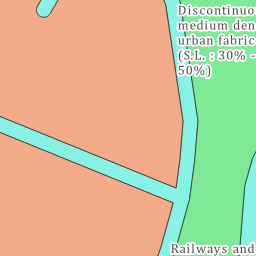 Discontinuo
medium den
urban fabric
(S.L. : 30% -
50%)
Railways and